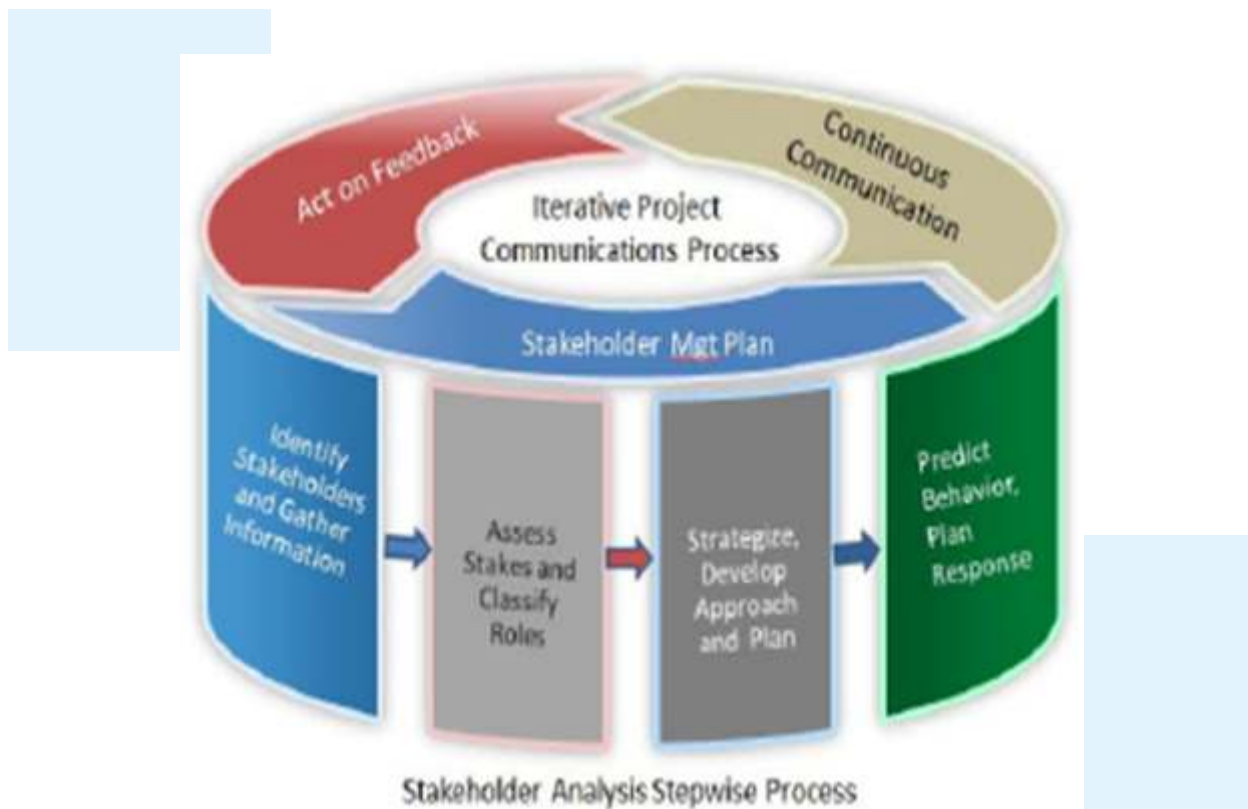 Act on Feedback
Continuous
Communication
Iterative Project
Communications Process
Stakeholder Mgt Plan
Identify
Stakeholders
and Gather
Information
Assess
Stakes and
Classify
Roles
Strategize,
Develop
Approach
and Plan
Predict
Behavior,
Plan
Response
Stakeholder Analysis Stepwise Process